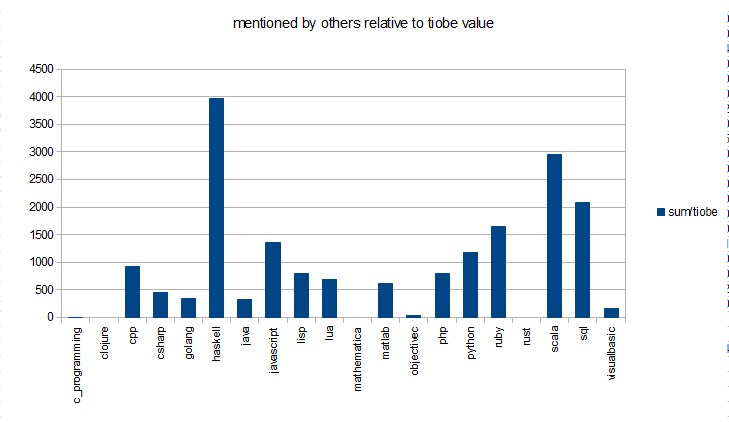 mentioned by others relative to tiobe value
4500
4000
3500
3000
2500
2000
1500
1000
500
0
sum/tiobe
c_programming
clojure
cpp
csharp
golang
haskell
java
javascript
lisp
lua
mathematica
matlab
objectivec
php
python
ruby
rust
scala
sql
visualbasic